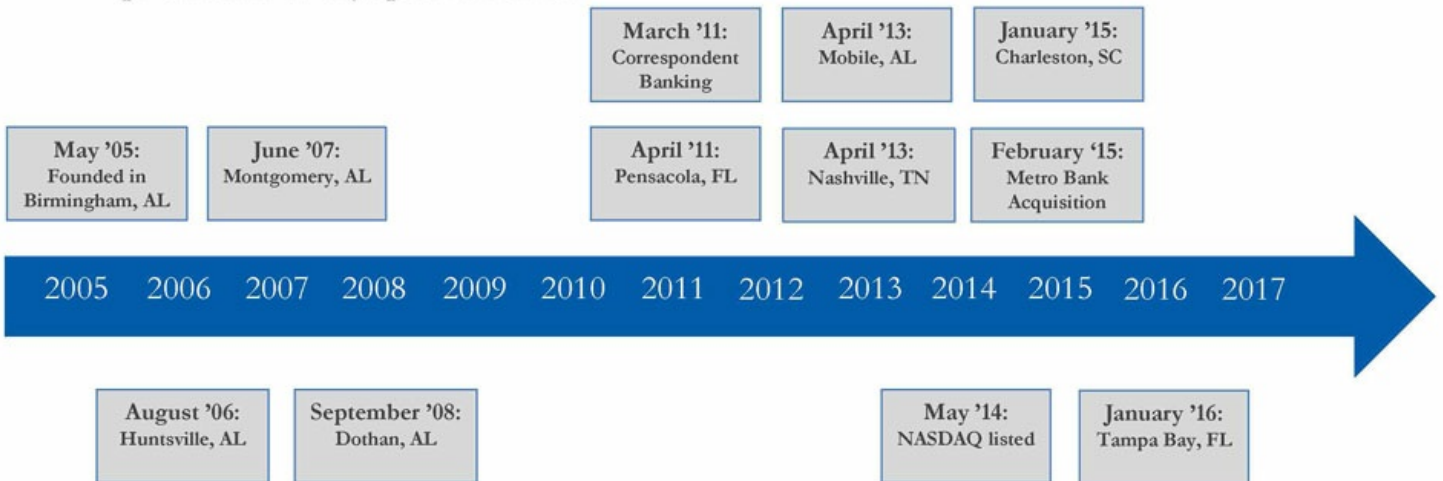 March '11:
Correspondent
Banking
April '13:
Mobile, AL
January '15:
Charleston, SC
May '05:
Founded in
Birmingham, AL
June '07:
Montgomery, AL
April '11:
Pensacola, FL
April '13:
Nashville, TN
February ‘15:
Metro Bank
Acquisition
2005 2006 2007 2008 2009 2010 2011 2012 2013 2014 2015 2016 2017
August '06:
Huntsville, AL
September '08:
Dothan, AL
May '14:
NASDAQ listed
January '16:
Tampa Bay, FL